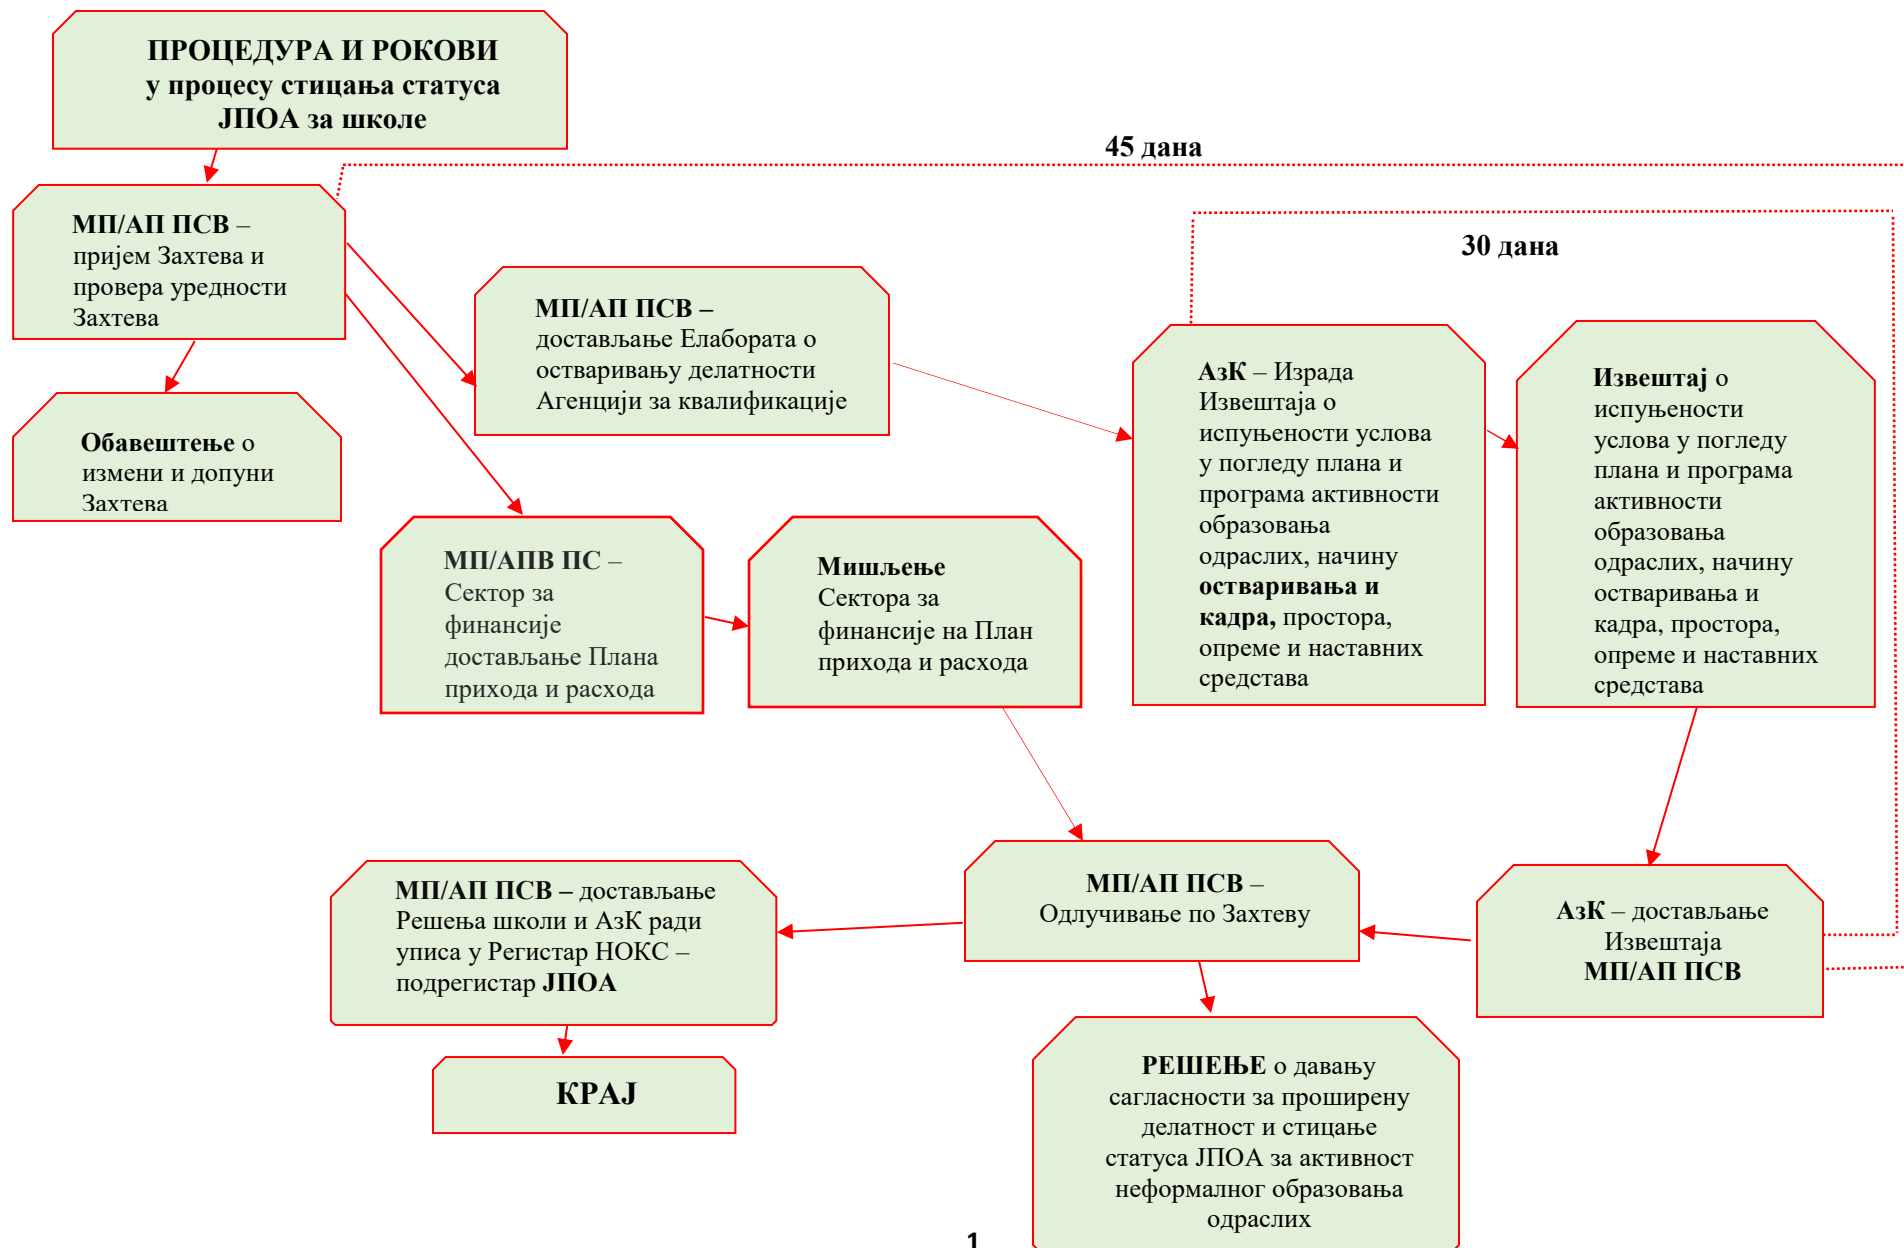 ПРОЦЕДУРА И РОКОВИ
у процесу стицања статуса
ЈПОА за школе
45 дана
МП/АП ПСВ –
пријем Захтева и
провера уредности
Захтева
30 дана
МП/АП ПСВ –
достављање Елабората о
остваривању делатности
Агенцији за квалификације
Обавештење о
измени и допуни
Захтева
АзК – Израда
Извештаја о
испуњености услова
у погледу плана и
програма активности
образовања
одраслих, начину
остваривања и
кадра, простора,
опреме и наставних
средстава
Извештај о
испуњености
услова у погледу
плана и програма
активности
образовања
одраслих, начину
остваривања и
кадра, простора,
опреме и наставних
средстава
МП/АПВ ПС –
Сектор за
финансије
достављање Плана
прихода и расхода
Мишљење
Сектора за
финансије на План
прихода и расхода
МП/АП ПСВ – достављање
Решења школи и АзК ради
уписа у Регистар НОКС –
подрегистар ЈПОА
МП/АП ПСВ –
Одлучивање по Захтеву
АзК – достављање
Извештаја
МП/АП ПСВ
КРАЈ
РЕШЕЊЕ о давању
сагласности за проширену
делатност и стицање
статуса ЈПОА за активност
неформалног образовања
одраслих
1